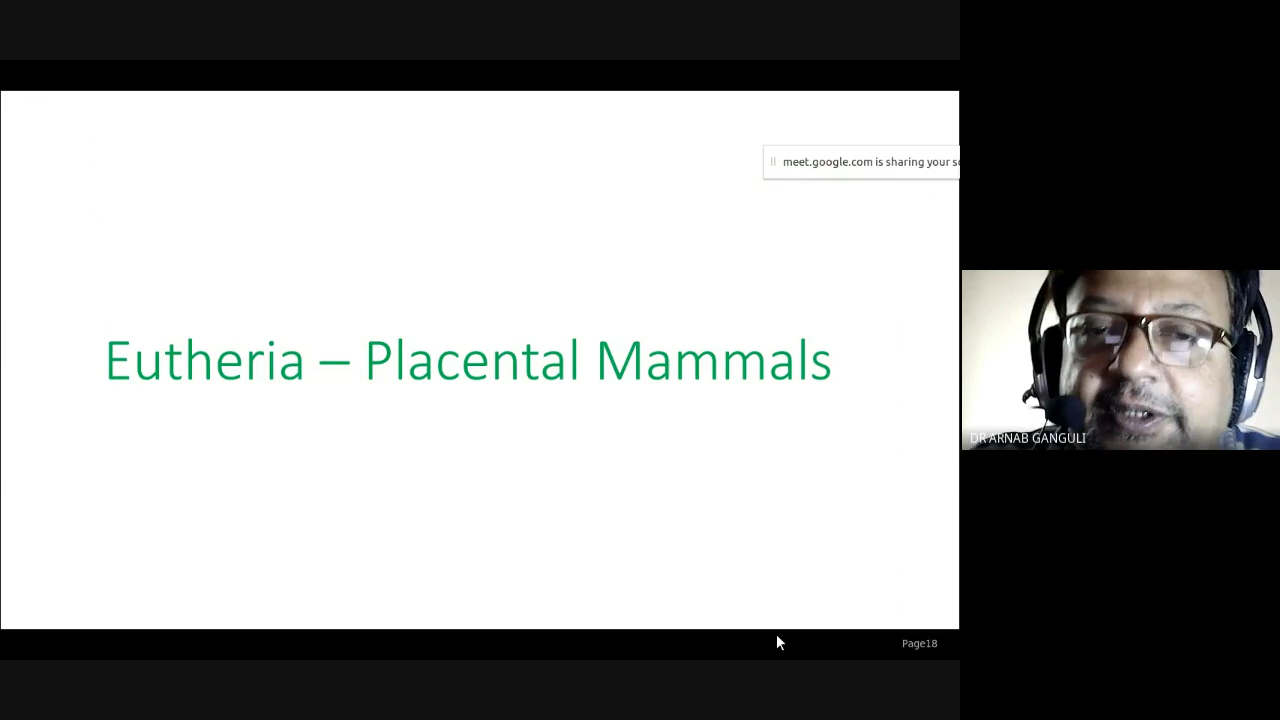 meet.google.com is sharing your
Eutheria – Placental Mammals
DR ARNAB GANGULI
Page18